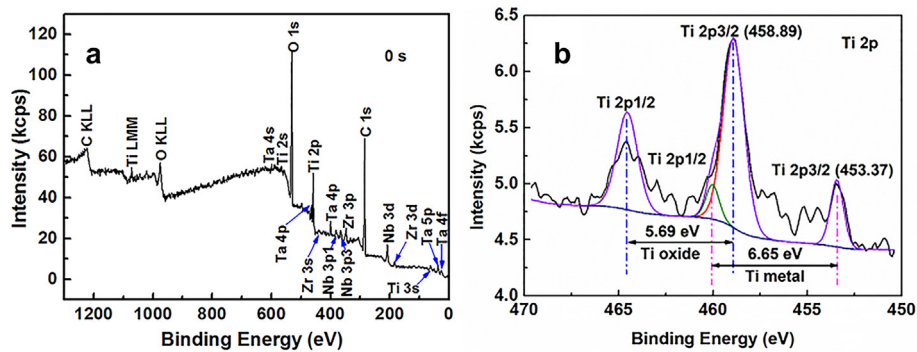 a
0 s
120
100
80
60
40
20
0
Intensity (kcps)
C KLL
Ti LMM
O KLL
Ta 4s
Ti 2s
O 1s
Ti 2p
Ta 4p
Zr 3s
Nb 3p1
Ta 4p
Nb 3p3
Zr 3p
C 1s
Nb 3d
Zr 3d
Ta 5p
Ta 4f
Ti 3s
1200 1000 800 600 400 200 0
Binding Energy (eV)
b
Ti 2p3/2 (458.89)
Ti 2p
Ti 2p1/2
Ti 2p1/2
Ti 2p3/2 (453.37)
5.69 eV
Ti oxide
6.65 eV
Ti metal
6.5
6.0
5.5
5.0
4.5
4.0
Intensity (kcps)
470 465 460 455 450
Binding Energy (eV)